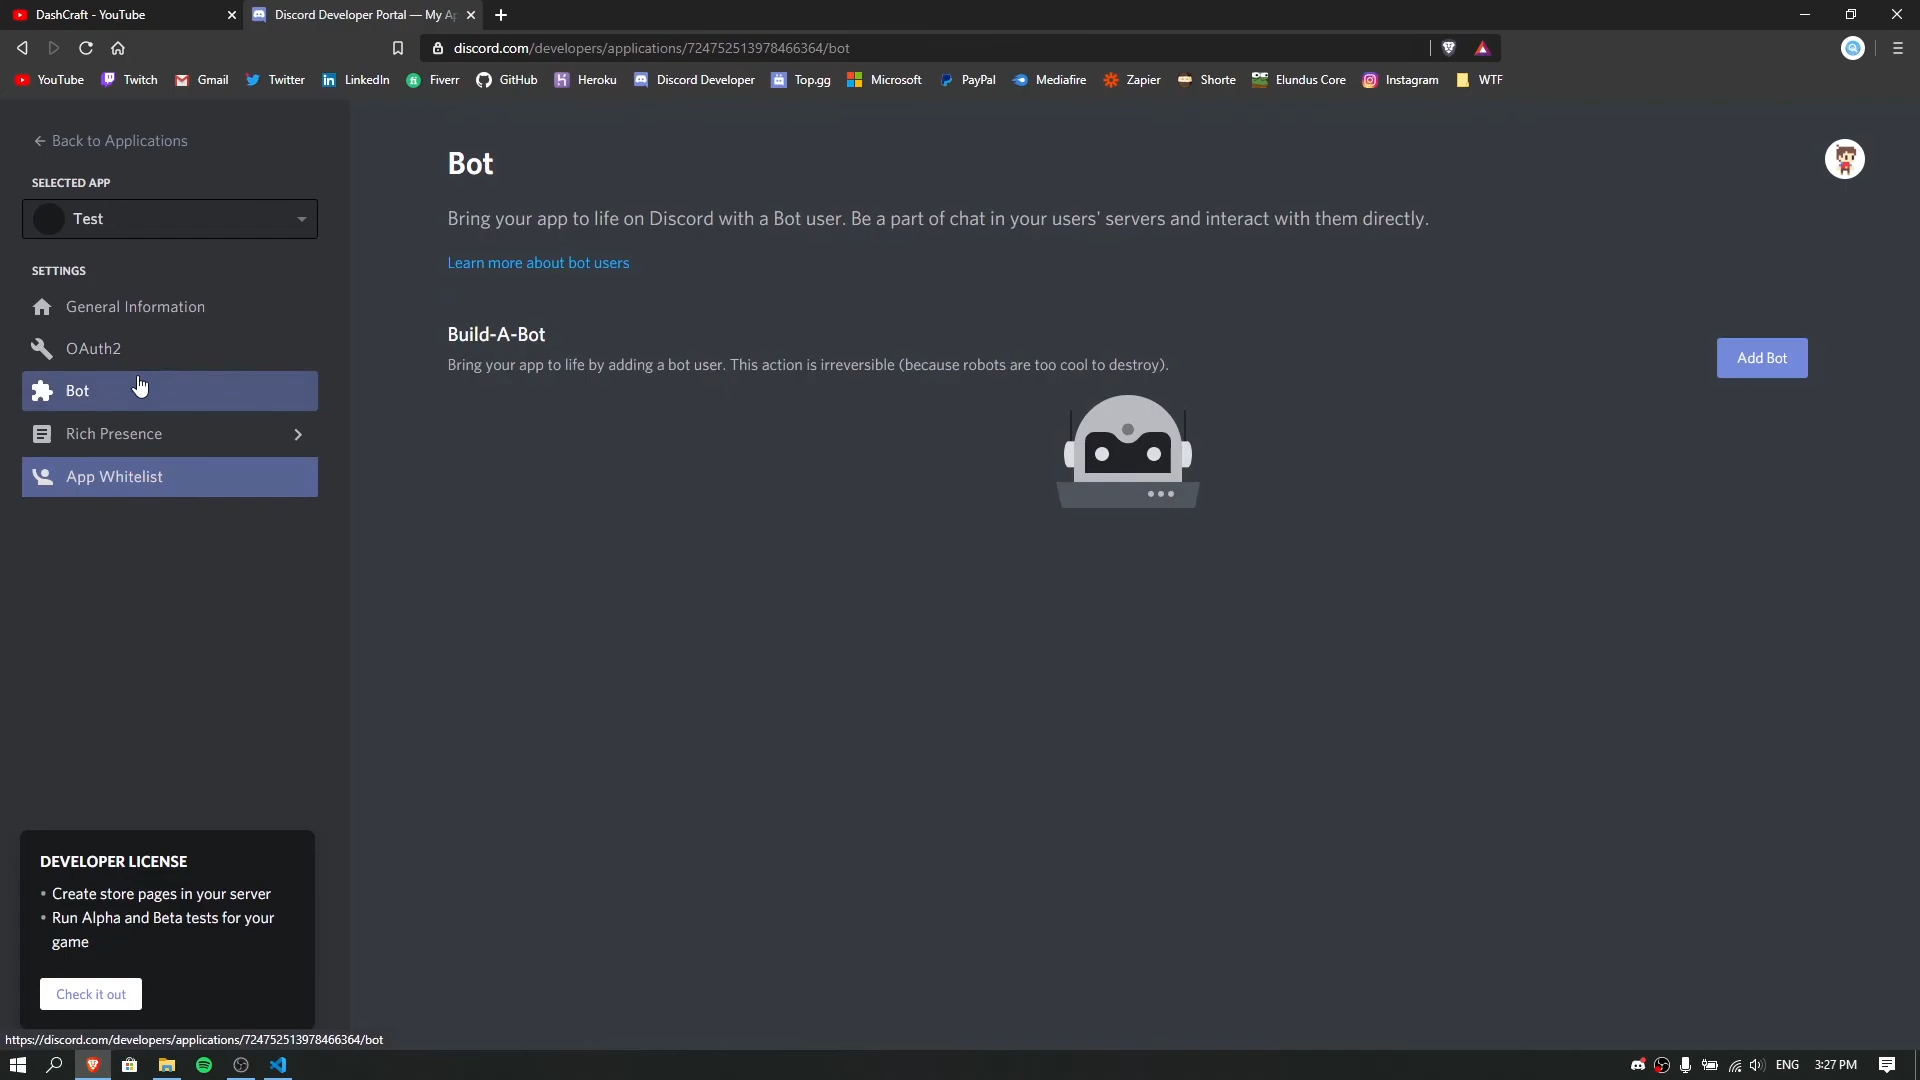 DashCraft - YouTube
Discord Developer Portal — My Ap
discord.com/developers/applications/724752513978466364/bot
YouTube Twitch Gmail Twitter LinkedIn Fiverr GitHub Heroku Discord Developer Top.gg Microsoft PayPal Mediafire Zapier Shorte Elundus Core Instagram WTF
Back to Applications
SELECTED APP
Test
SETTINGS
General Information
OAuth2
Bot
Rich Presence
App Whitelist
Bot
Bring your app to life on Discord with a Bot user. Be a part of chat in your users' servers and interact with them directly.
Learn more about bot users
Build-A-Bot
Bring your app to life by adding a bot user. This action is irreversible (because robots are too cool to destroy).
Add Bot
DEVELOPER LICENSE
• Create store pages in your server
• Run Alpha and Beta tests for your
game
Check it out
https://discord.com/developers/applications/724752513978466364/bot
ENG 3:27 PM